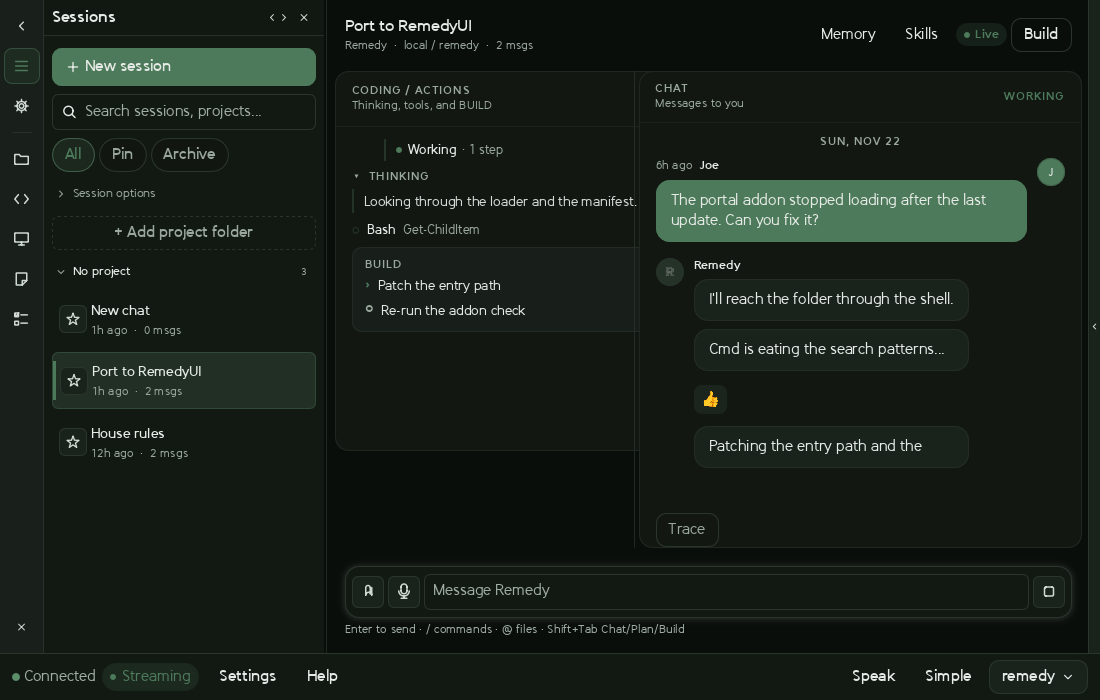 Sessions
New session
Search sessions, projects...
All
Pin
Archive
Session options
+ Add project folder
No project
3
New chat
1h ago · 0 msgs
Port to RemedyUI
1h ago · 2 msgs
House rules
12h ago · 2 msgs
Port to RemedyUI
Remedy · local / remedy · 2 msgs
Memory
Skills
Live
Build
CODING / ACTIONS
Thinking, tools, and BUILD
Working · 1 step
THINKING
Looking through the loader and the manifest.
Bash Get-ChildItem
BUILD
Patch the entry path
Re-run the addon check
CHAT
Messages to you
WORKING
SUN, NOV 22
6h ago Joe
J
The portal addon stopped loading after the last
update. Can you fix it?
R
Remedy
I'll reach the folder through the shell.
Cmd is eating the search patterns...
👍
Patching the entry path and the
Trace
Message Remedy
Enter to send · / commands · @ files · Shift+Tab Chat/Plan/Build
Connected
Streaming
Settings
Help
Speak
Simple
remedy